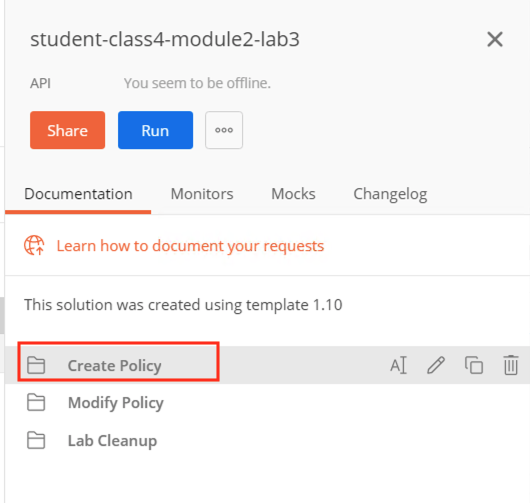 student-class4-module2-lab3
API You seem to be offline.
Share Run
Documentation Monitors Mocks Changelog
Learn how to document your requests
This solution was created using template 1.10
Create Policy
Modify Policy
Lab Cleanup